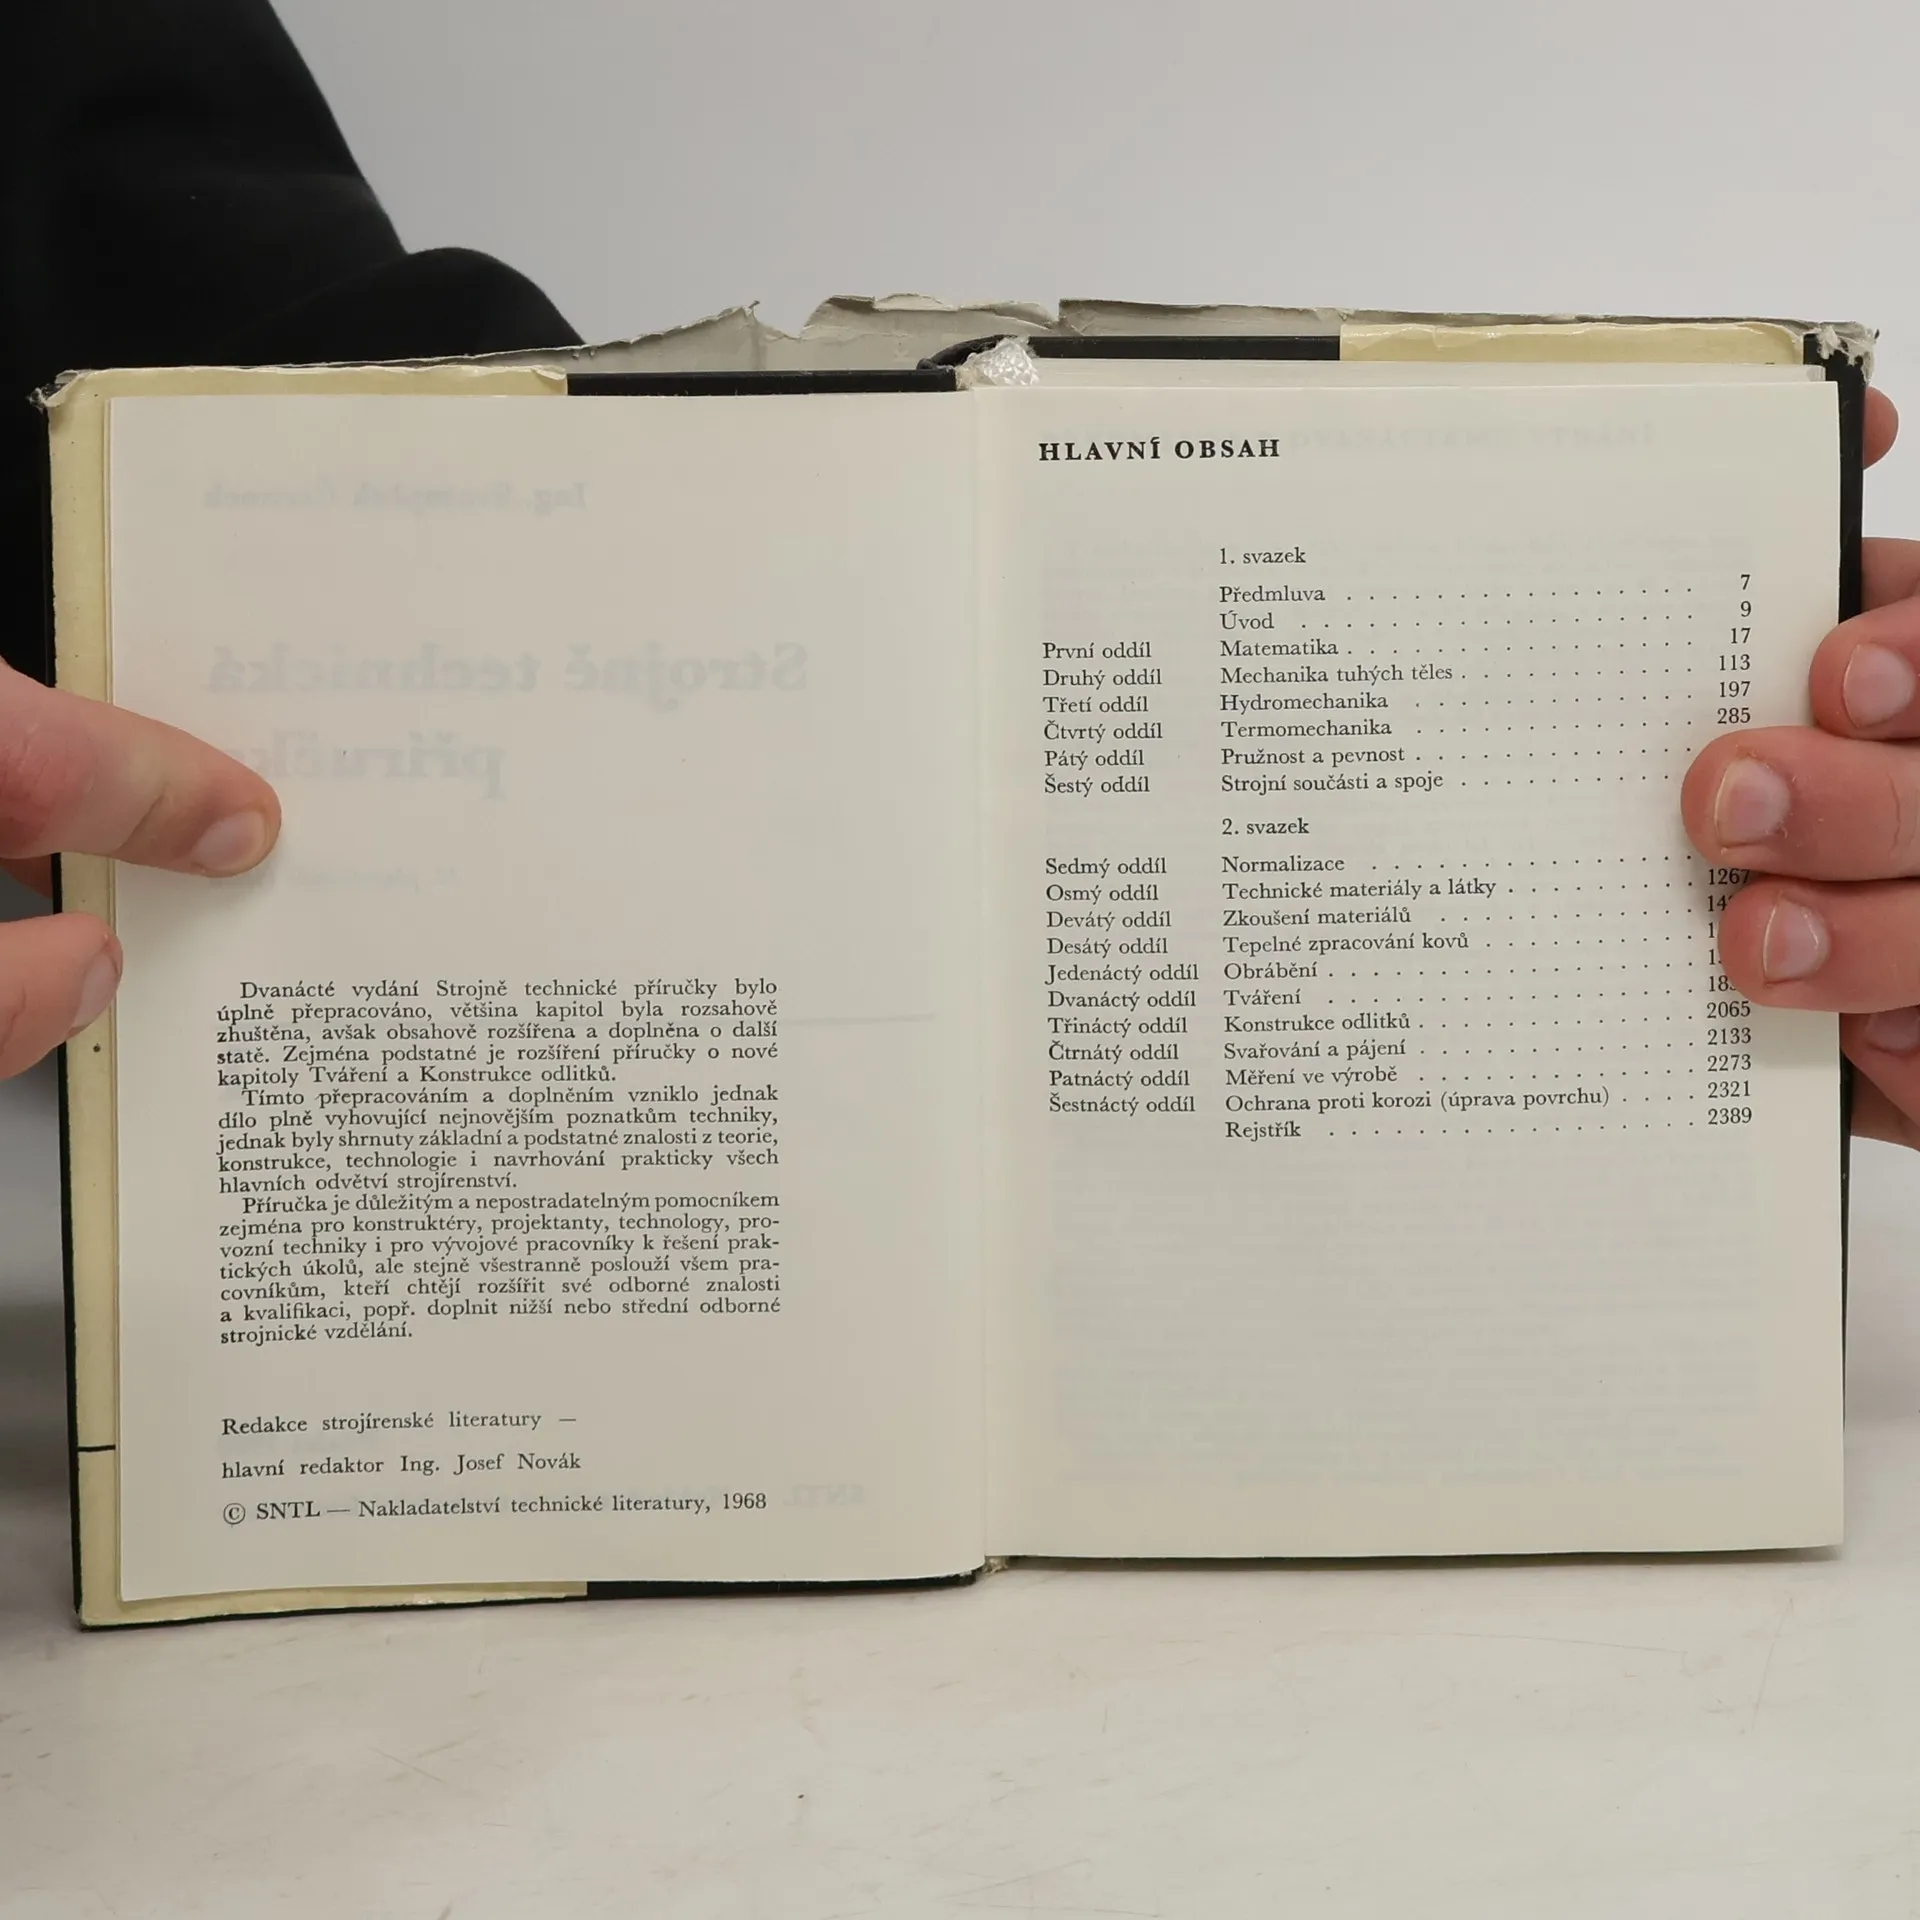 Dvanácté vydání Strojně technické příručky bylo
úplně přepracováno, většina kapitol byla rozsahově
zhuštěna, avšak obsahově rozšířena a doplněna o další
statě. Zejména podstatné je rozšíření příručky o nové
kapitoly Tváření a Konstrukce odlitků.
Tímto přepracováním a doplněním vzniklo jednak
dílo plně vyhovující nejnovějším poznatkům techniky,
jednak byly shrnuty základní a podstatné znalosti z teorie,
konstrukce, technologie i navrhování prakticky všech
hlavních odvětví strojírenství.
Příručka je důležitým a nepostradatelným pomocníkem
zejména pro konstruktéry, projektanty, technology, pro-
vozní techniky i pro vývojové pracovníky k řešení prak-
tických úkolů, ale stejně všestranně poslouží všem pra-
covníkům, kteří chtějí rozšířit své odborné znalosti
a kvalifikaci, popř. doplnit nižší nebo střední odborné
strojnické vzdělání.
Redakce strojírenské literatury —
hlavní redaktor Ing. Josef Novák
© SNTL — Nakladatelství technické literatury, 1968
HLAVNÍ OBSAH
1. svazek
Předmluva . . . . . . . . . . . . . . . . 7
Úvod . . . . . . . . . . . . . . . . . . 9
První oddíl Matematika . . . . . . . . . . . . . . . . 17
Druhý oddíl Mechanika tuhých těles . . . . . . . . . . . 113
Třetí oddíl Hydromechanika . . . . . . . . . . . . . 197
Čtvrtý oddíl Termomechanika . . . . . . . . . . . . . 285
Pátý oddíl Pružnost a pevnost . . . . . . . . . . . . .
Šestý oddíl Strojní součásti a spoje . . . . . . . . . .
2. svazek
Sedmý oddíl Normalizace . . . . . . . . . . . . . . .
Osmý oddíl Technické materiály a látky . . . . . . . . . 1267
Devátý oddíl Zkoušení materiálů . . . . . . . . . . . .
Desátý oddíl Tepelné zpracování kovů . . . . . . . . . .
Jedenáctý oddíl Obrábění . . . . . . . . . . . . . . . . .
Dvanáctý oddíl Tváření . . . . . . . . . . . . . . . . .
Třináctý oddíl Konstrukce odlitků . . . . . . . . . . . . . 2065
Čtrnátý oddíl Svařování a pájení . . . . . . . . . . . . . 2133
Patnáctý oddíl Měření ve výrobě . . . . . . . . . . . . . 2273
Šestnáctý oddíl Ochrana proti korozi (úprava povrchu) . . . . 2321
Rejstřík . . . . . . . . . . . . . . . . . 2389